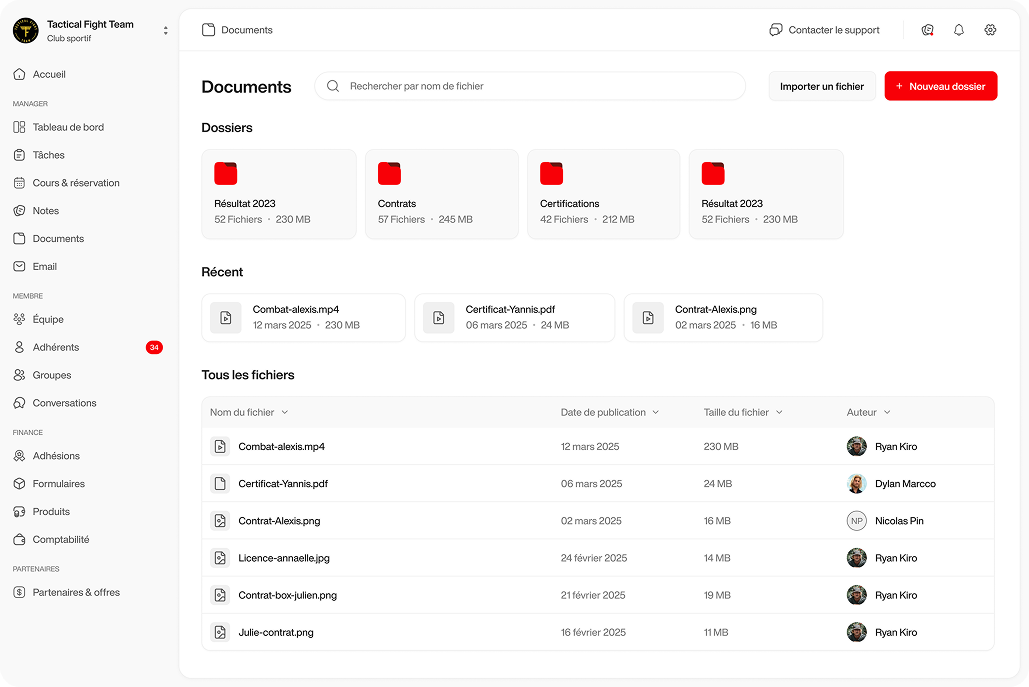 Tactical Fight Team
Club sportif
Accueil
MANAGER
Tableau de bord
Tâches
Cours & réservation
Notes
Documents
Email
MEMBRE
Équipe
Adhérents 34
Groupes
Conversations
FINANCE
Adhésions
Formulaires
Produits
Comptabilité
PARTENAIRES
Partenaires & offres
Documents
Contacter le support
Documents
Rechercher par nom de fichier
Importer un fichier
+ Nouveau dossier
Dossiers
Résultat 2023
52 Fichiers · 230 MB
Contrats
57 Fichiers · 245 MB
Certifications
42 Fichiers · 212 MB
Résultat 2023
52 Fichiers · 230 MB
Récent
Combat-alexis.mp4
12 mars 2025 · 230 MB
Certificat-Yannis.pdf
06 mars 2025 · 24 MB
Contrat-Alexis.png
02 mars 2025 · 16 MB
Tous les fichiers
Nom du fichier Date de publication Taille du fichier Auteur
Combat-alexis.mp4 12 mars 2025 230 MB Ryan Kiro
Certificat-Yannis.pdf 06 mars 2025 24 MB Dylan Marcco
Contrat-Alexis.png 02 mars 2025 16 MB NP Nicolas Pin
Licence-annaelle.jpg 24 février 2025 14 MB Ryan Kiro
Contrat-box-julien.png 21 février 2025 19 MB Ryan Kiro
Julie-contrat.png 16 février 2025 11 MB Ryan Kiro